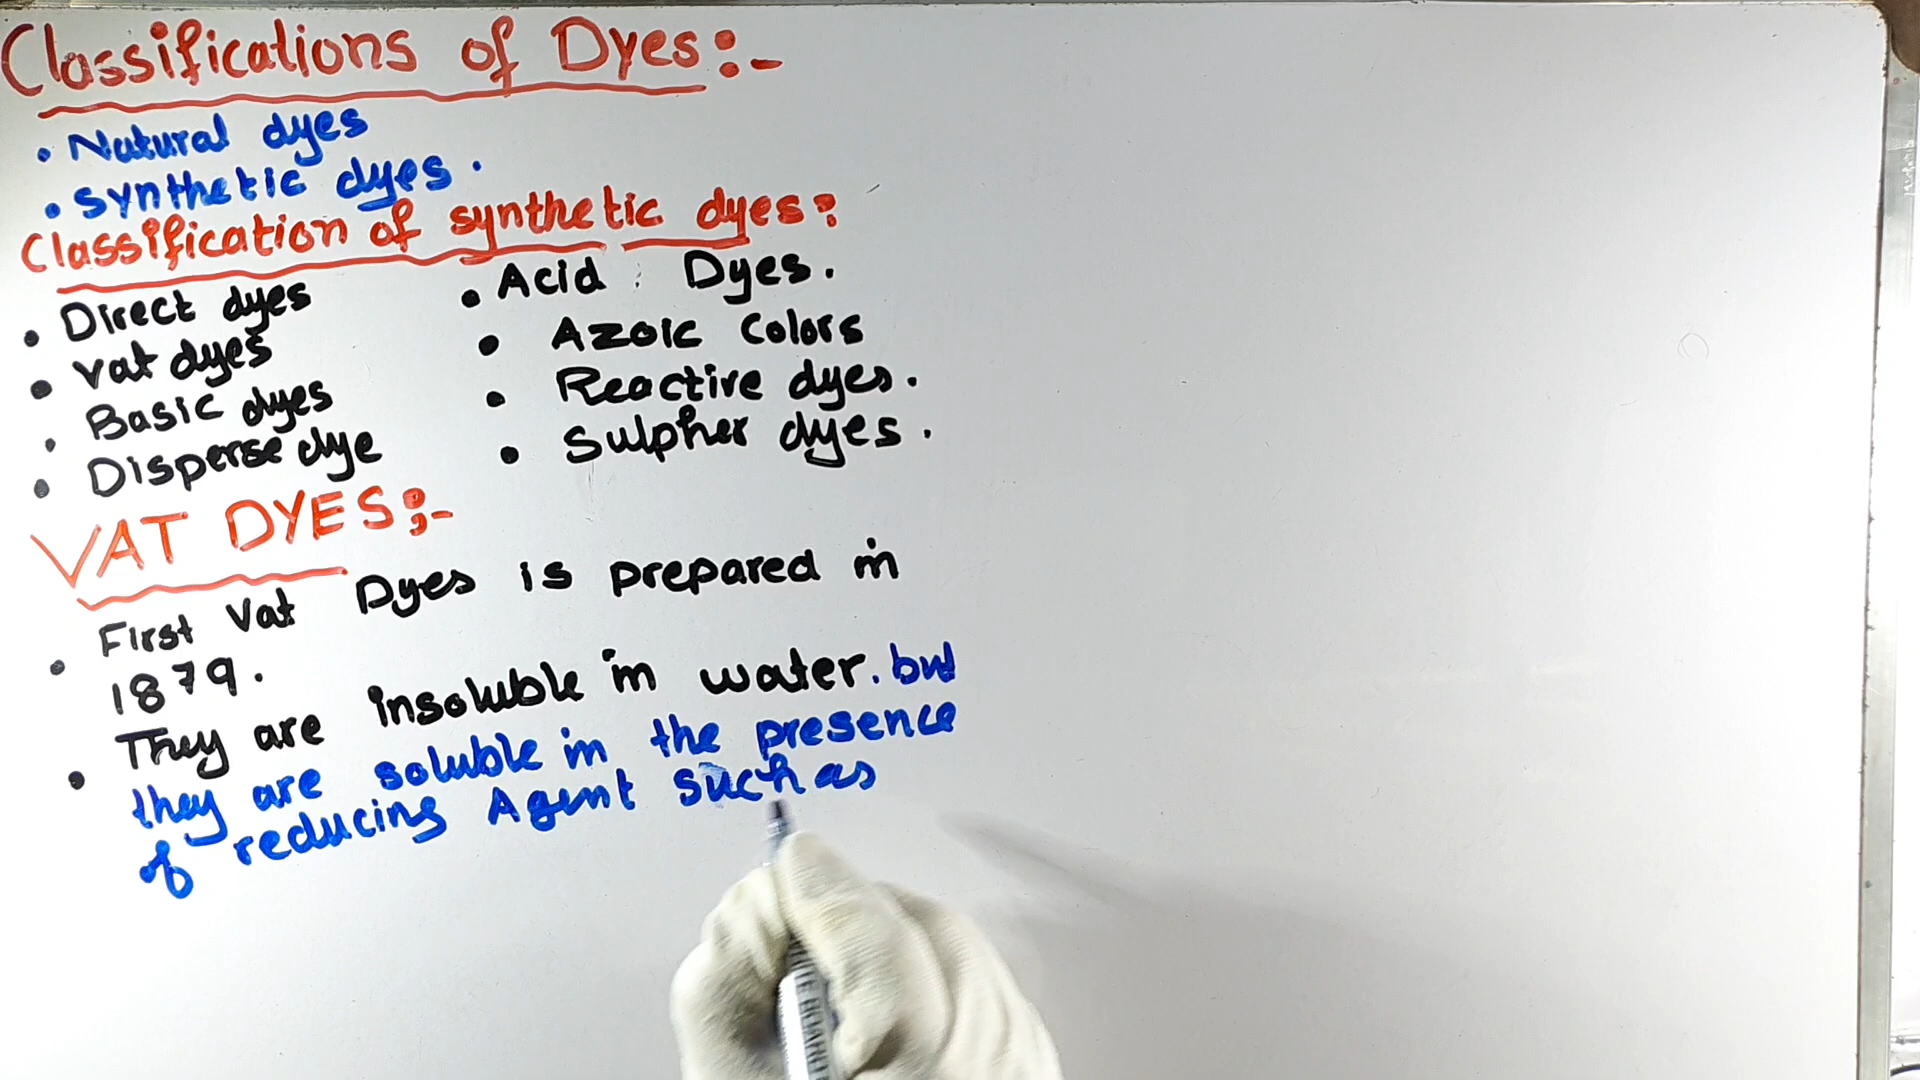 Classifications of Dyes:-
• Natural dyes
• synthetic dyes.
Classification of synthetic dyes:
• Direct dyes
• Vat dyes
• Basic dyes
• Disperse dye
• Acid Dyes.
• Azoic Colors
• Reactive dyes.
• Sulpher dyes.
VAT DYES:-
• First Vat Dyes is prepared in
1879.
• They are insoluble in water. but
they are soluble in the presence
of reducing Agent such as